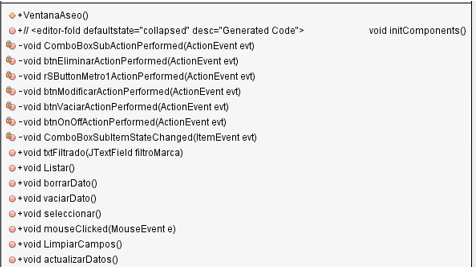 +VentanaAseo()
+// <editor-fold defaultstate="collapsed" desc="Generated Code"> void initComponents()
-void ComboBoxSubActionPerformed(ActionEvent evt)
-void btnEliminarActionPerformed(ActionEvent evt)
-void rSButtonMetro1ActionPerformed(ActionEvent evt)
-void btnModificarActionPerformed(ActionEvent evt)
-void btnVaciarActionPerformed(ActionEvent evt)
-void btnOnOffActionPerformed(ActionEvent evt)
-void ComboBoxSubItemStateChanged(ItemEvent evt)
+void txtFiltrado(JTextField filtroMarca)
+void Listar()
+void borrarDato()
+void vaciarDato()
+void seleccionar()
+void mouseClicked(MouseEvent e)
+void LimpiarCampos()
+void actualizarDatos()